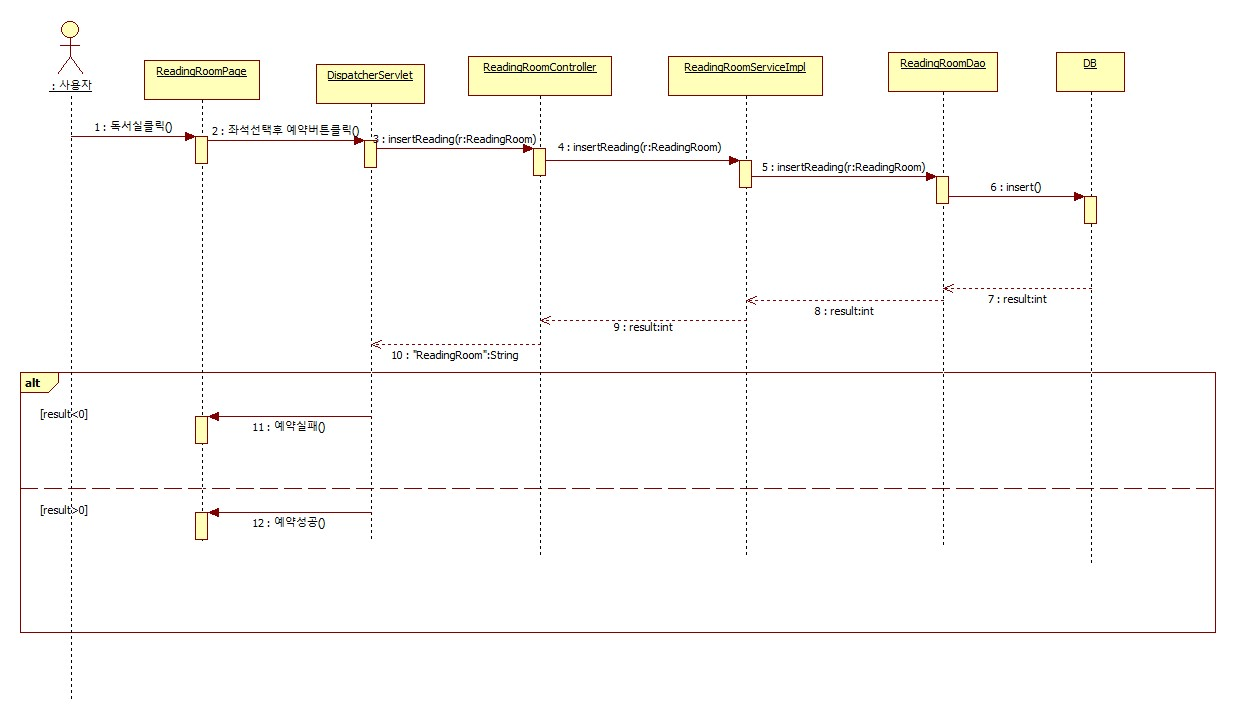 : 사용자
ReadingRoomPage
DispatcherServlet
ReadingRoomController
ReadingRoomServiceImpl
ReadingRoomDao
DB
1 : 독서실클릭()
2 : 좌석선택후 예약버튼클릭()
3 : insertReading(r:ReadingRoom)
4 : insertReading(r:ReadingRoom)
5 : insertReading(r:ReadingRoom)
6 : insert()
7 : result:int
8 : result:int
9 : result:int
10 : "ReadingRoom":String
alt
[result<0]
11 : 예약실패()
[result>0]
12 : 예약성공()